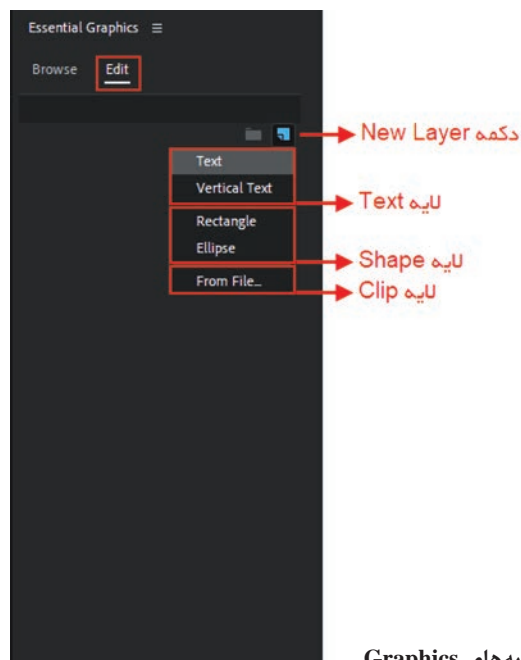 Essential Graphics
Browse Edit
دکمه New Layer
Text
Vertical Text
لایه Text
Rectangle
Ellipse
لایه Shape
From File...
لایه Clip
Graphics